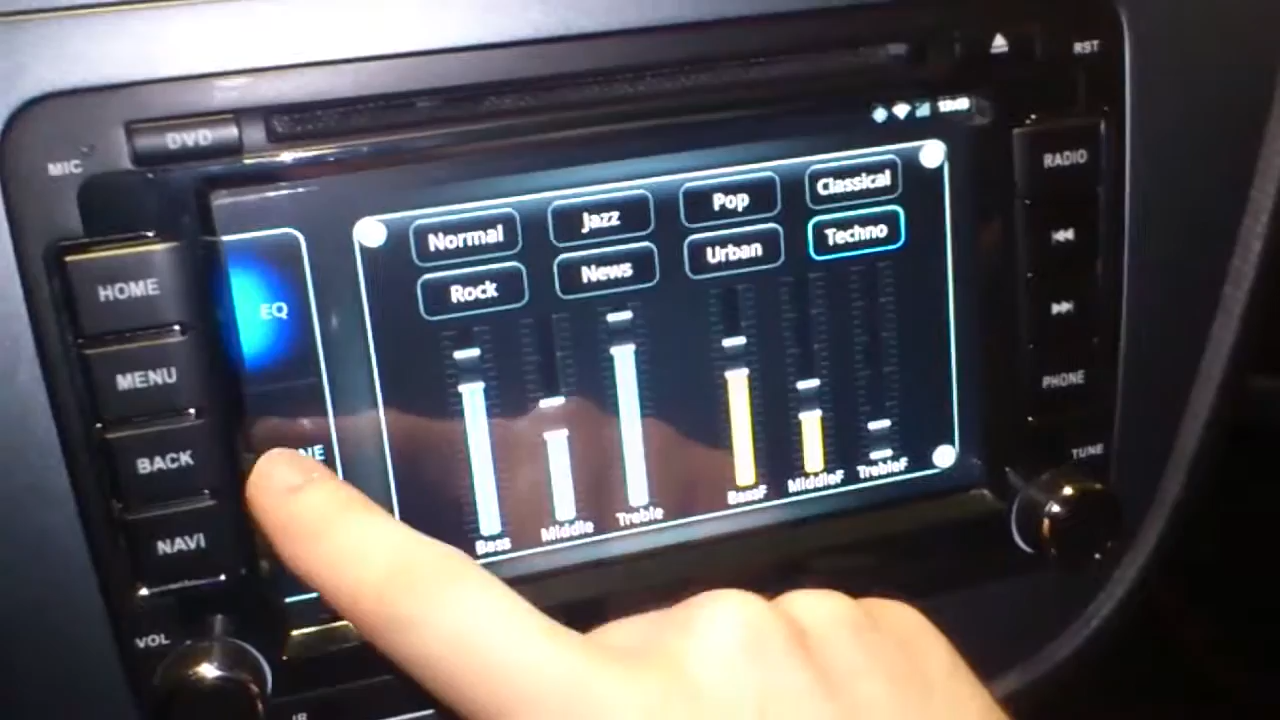 MIC
DVD
RST
HOME
MENU
BACK
NAVI
VOL
EQ
Normal
Jazz
Pop
Classical
Rock
News
Urban
Techno
Bass
Middle
Treble
BassF
MiddleF
TrebleF
RADIO
PHONE
TUNE
IR